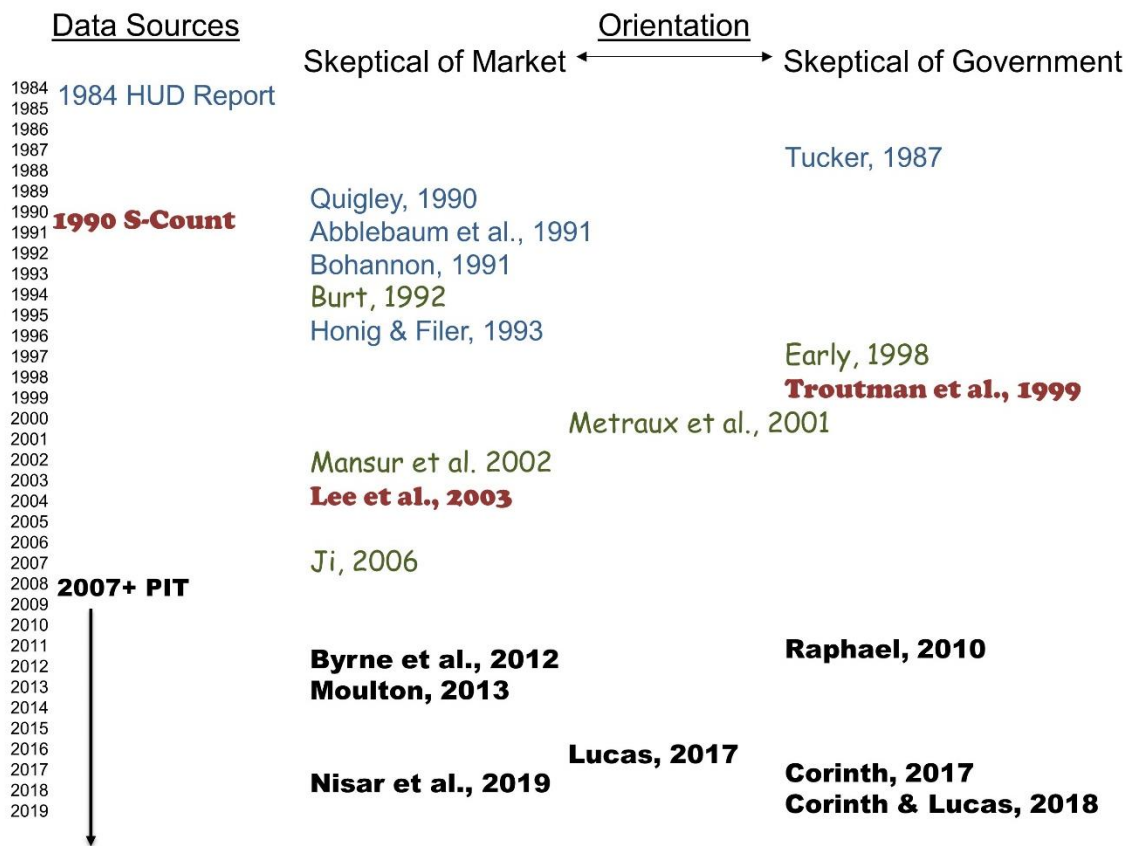 Data Sources
Orientation
Skeptical of Market
Skeptical of Government
1984
1985
1986
1987
1988
1989
1990
1991
1992
1993
1994
1995
1996
1997
1998
1999
2000
2001
2002
2003
2004
2005
2006
2007
2008
2009
2010
2011
2012
2013
2014
2015
2016
2017
2018
2019
1984 HUD Report
1990 S-Count
2007+ PIT
Quigley, 1990
Abblebaum et al., 1991
Bohannon, 1991
Burt, 1992
Honig & Filer, 1993
Mansur et al. 2002
Lee et al., 2003
Ji, 2006
Byrne et al., 2012
Moulton, 2013
Nisar et al., 2019
Metraux et al., 2001
Lucas, 2017
Tucker, 1987
Early, 1998
Troutman et al., 1999
Raphael, 2010
Corinth, 2017
Corinth & Lucas, 2018